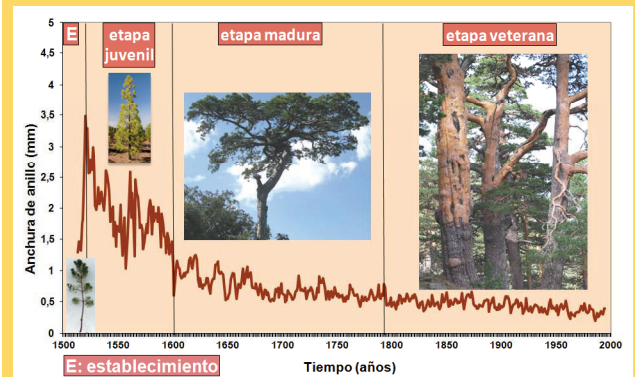 E
etapa
juvenil
etapa madura
etapa veterana
Anchura de anillo (mm)
5
4,5
4
3,5
3
2,5
2
1,5
1
0,5
0
1500
1550
1600
1650
1700
1750
1800
1850
1900
1950
2000
E: establecimiento
Tiempo (años)